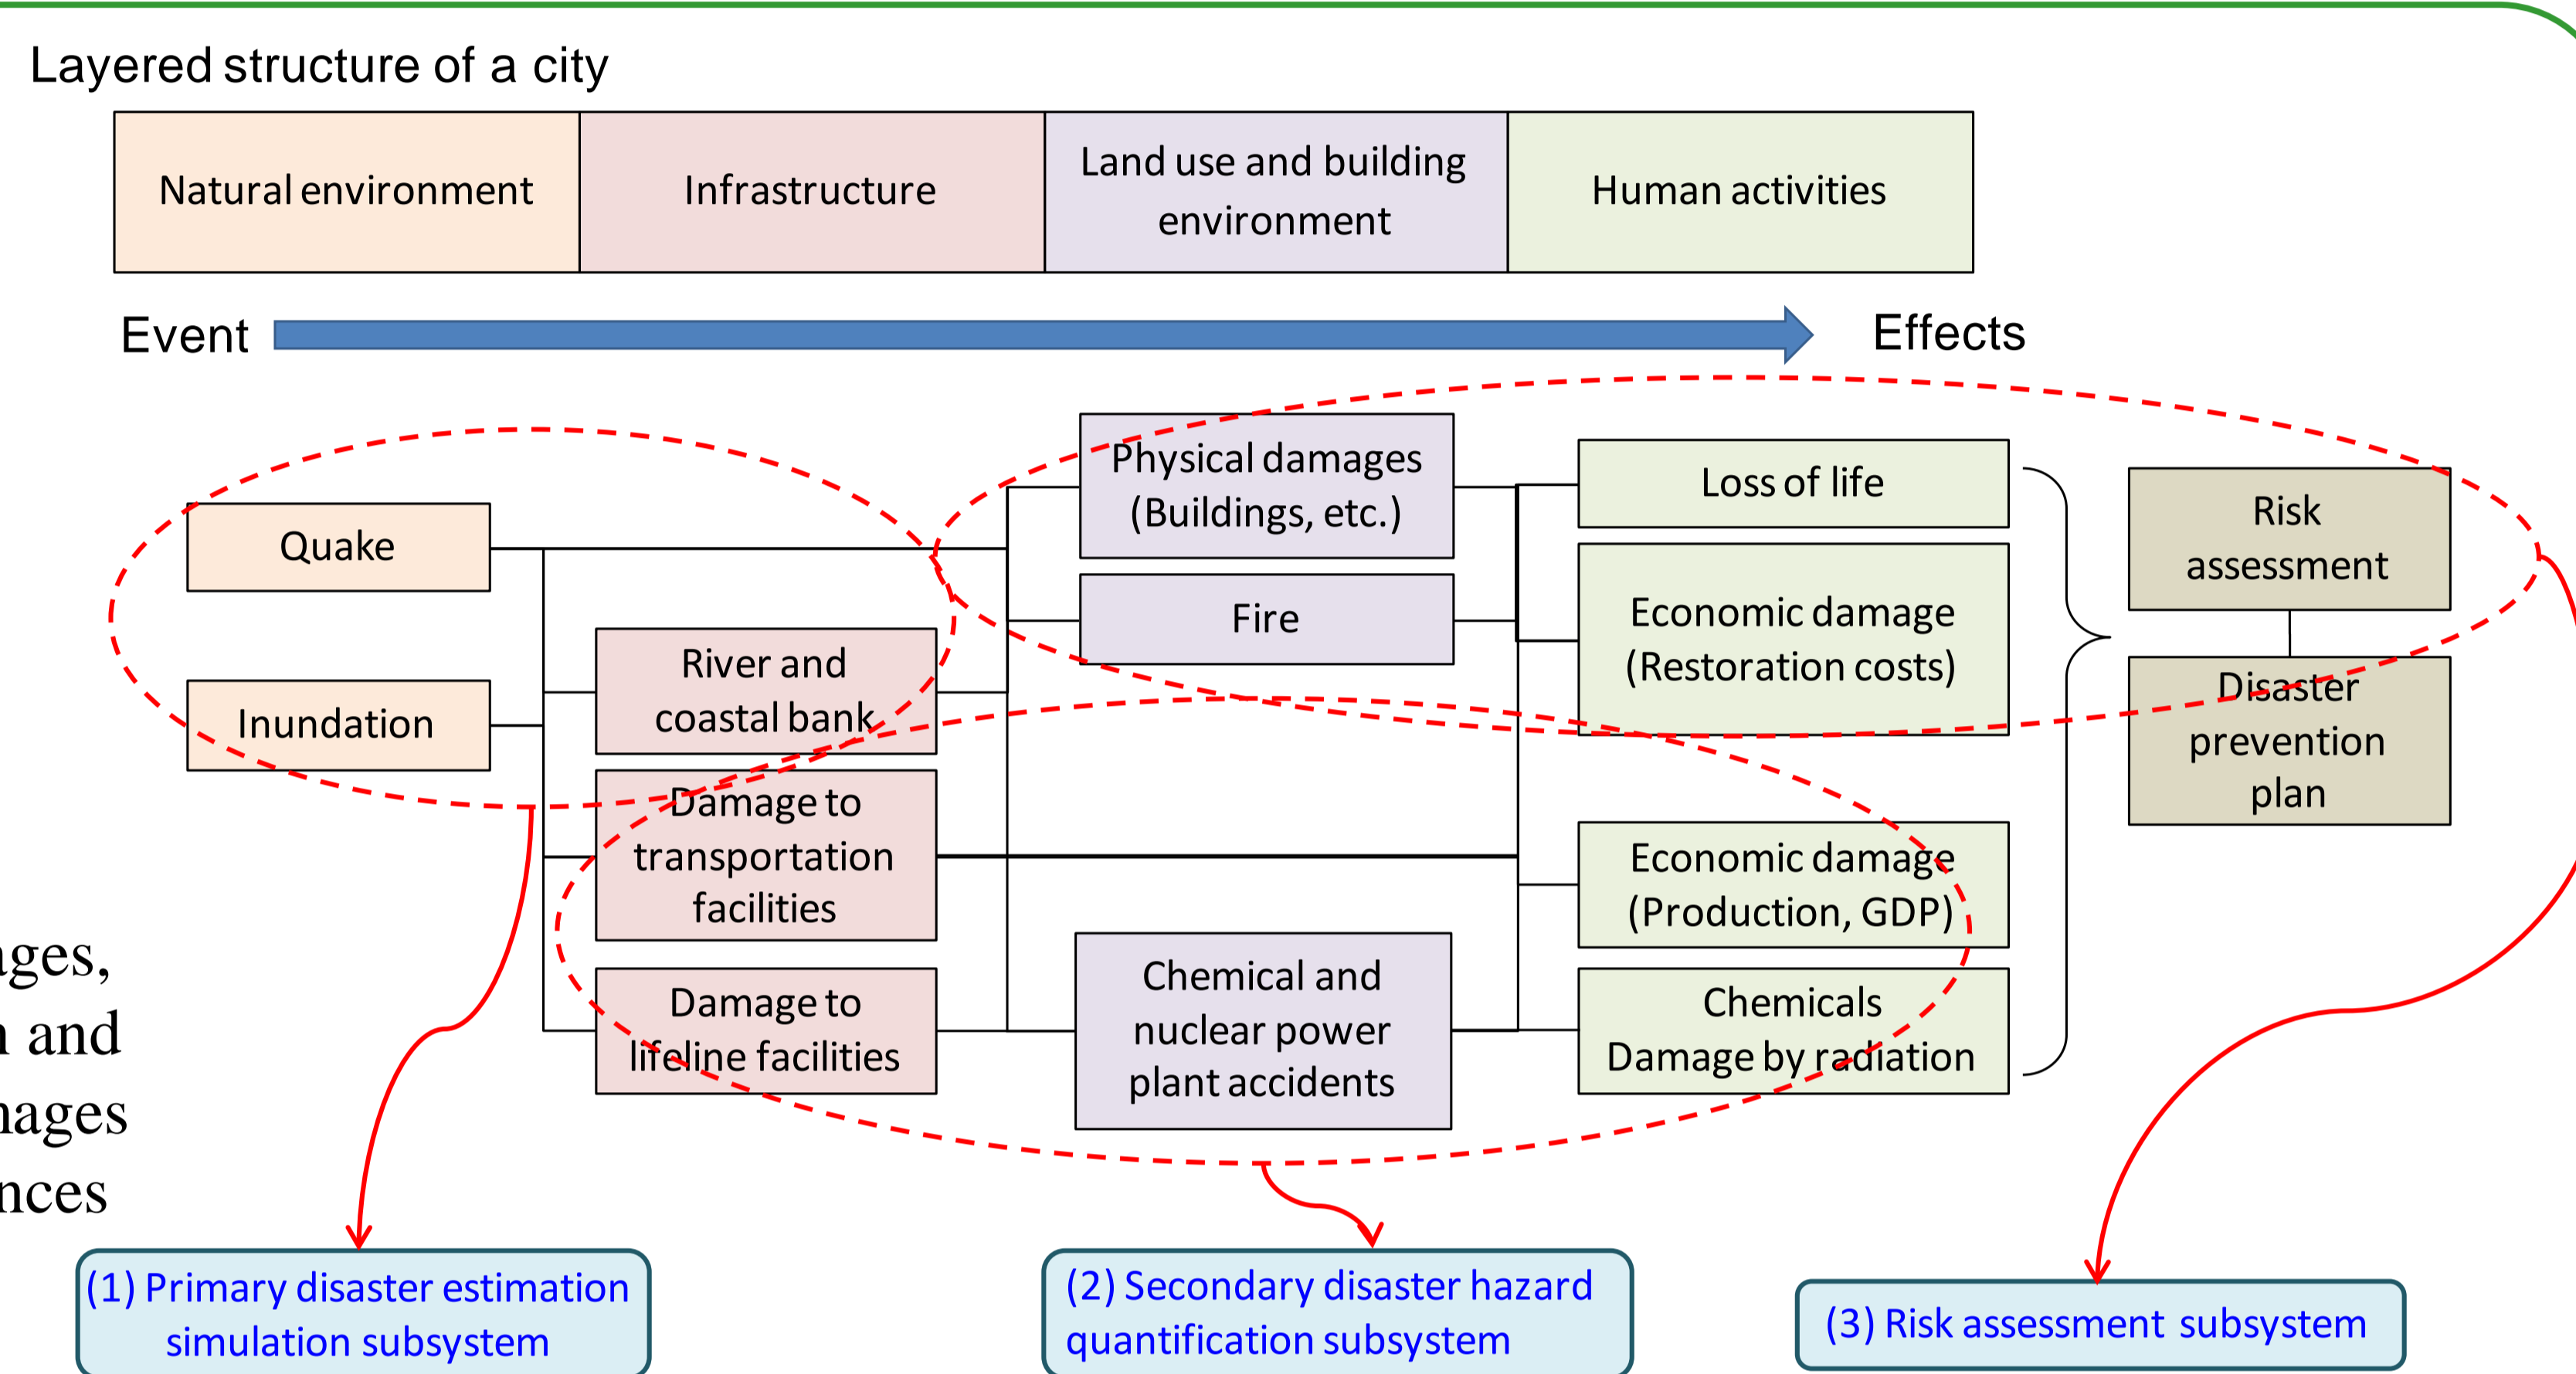 Layered structure of a city
Natural environment
Infrastructure
Land use and building
environment
Human activities
Event
Effects
Quake
Inundation
River and
coastal bank
Damage to
transportation
facilities
Damage to
lifeline facilities
Physical damages
(Buildings, etc.)
Fire
Chemical and
nuclear power
plant accidents
Loss of life
Economic damage
(Restoration costs)
Economic damage
(Production, GDP)
Chemicals
Damage by radiation
Risk
assessment
Disaster
prevention
plan
and
(1) Primary disaster estimation
simulation subsystem
(2) Secondary disaster hazard
quantification subsystem
(3) Risk assessment subsystem